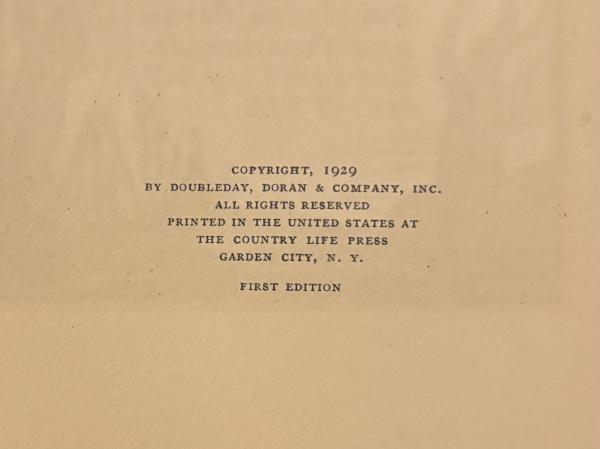 COPYRIGHT, 1929
BY DOUBLEDAY, DORAN & COMPANY, INC.
ALL RIGHTS RESERVED
PRINTED IN THE UNITED STATES AT
THE COUNTRY LIFE PRESS
GARDEN CITY, N. Y.
FIRST EDITION